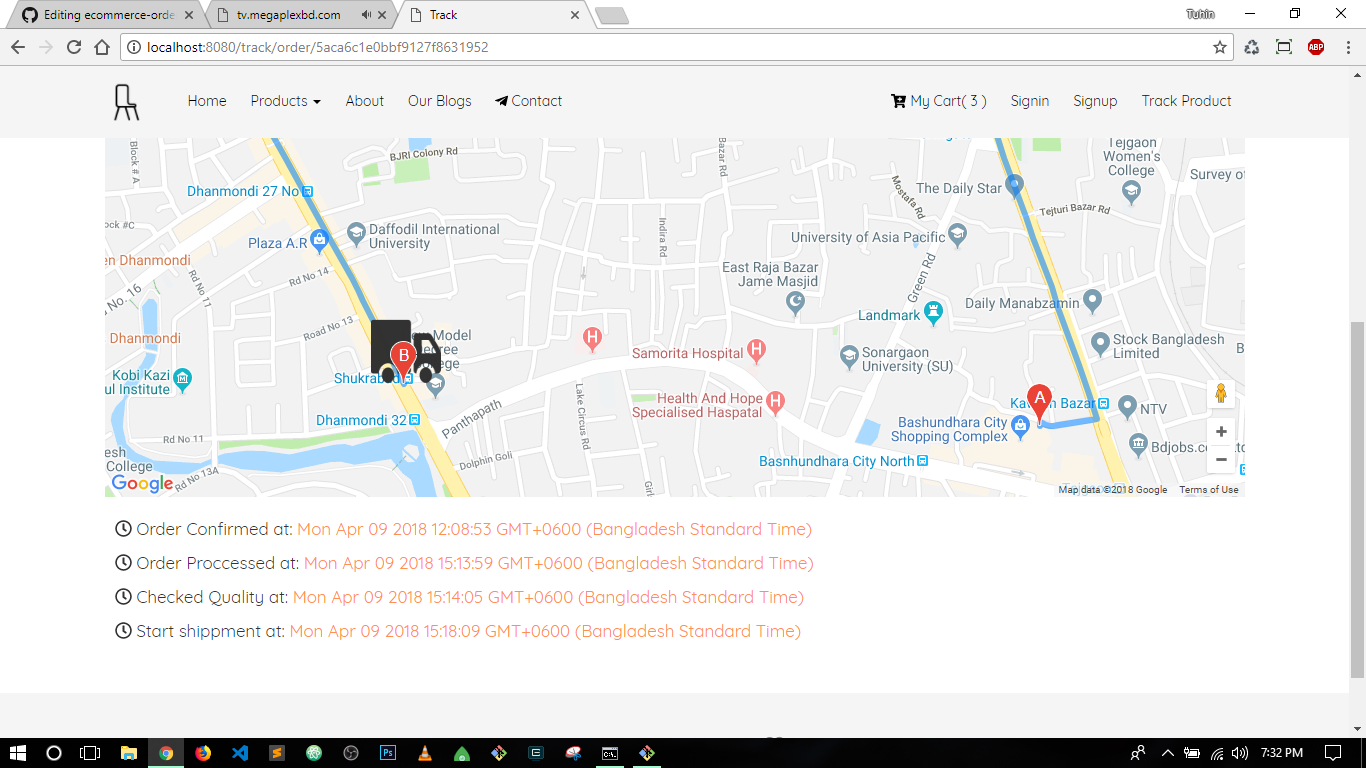 Editing ecommerce-orde
tv.megaplexbd.com
Track
Tuhin
localhost:8080/track/order/5aca6c1e0bbf9127f8631952
ABP
Home
Products
About
Our Blogs
Contact
My Cart( 3 )
Signin
Signup
Track Product
Block # A
BJRI Colony Rd
Bazar Rd
Tejgaon
Women's
College
Survey of
Dhanmondi 27 No
The Daily Star
Mostafa Rd
Tejturi Bazar Rd
ock #C
Plaza A.R
Daffodil International
University
Indira Rd
University of Asia Pacific
en Dhanmondi
Rd No 14
Rd No 11
East Raja Bazar
Jame Masjid
Green Rd
No. 16
Daily Manabzamin
Landmark
Road No 13
Dhanmondi
Model
College
Stock Bangladesh
Limited
Samorita Hospital
Sonargaon
University (SU)
B
Kobi Kazi
ul Institute
Lake Circus Rd
Health And Hope
Specialised Haspatal
A
NTV
Dhanmondi 32
Panthapath
Bashundhara City
Shopping Complex
Rd No 11
esh
College
Rd No 13A
Dolphin Goli
Basnhundhara City North
Google
Map data ©2018 Google
Terms of Use
Order Confirmed at: Mon Apr 09 2018 12:08:53 GMT+0600 (Bangladesh Standard Time)
Order Proccessed at: Mon Apr 09 2018 15:13:59 GMT+0600 (Bangladesh Standard Time)
Checked Quality at: Mon Apr 09 2018 15:14:05 GMT+0600 (Bangladesh Standard Time)
Start shippment at: Mon Apr 09 2018 15:18:09 GMT+0600 (Bangladesh Standard Time)
7:32 PM